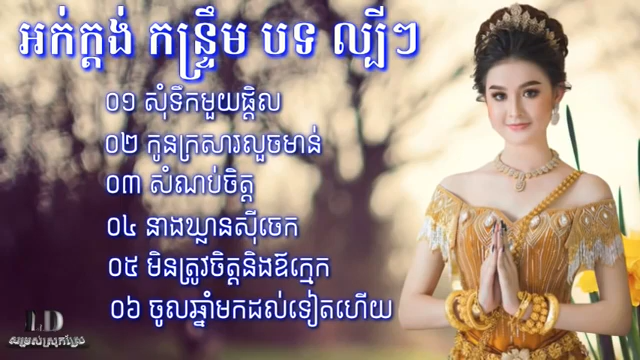 អក់ក្តង់ កន្ទ្រឹម បទ ល្បីៗ
០១ សុំទឹកមួយផ្តិល
០២ កូនក្រសារលួចមាន់
០៣ សំណប់ចិត្ត
០៤ នាងឃ្លានស៊ីចេក
០៥ មិនត្រូវចិត្តនិងឪក្មេក
០៦ ចូលឆ្នាំមកដល់ទៀតហើយ
LD